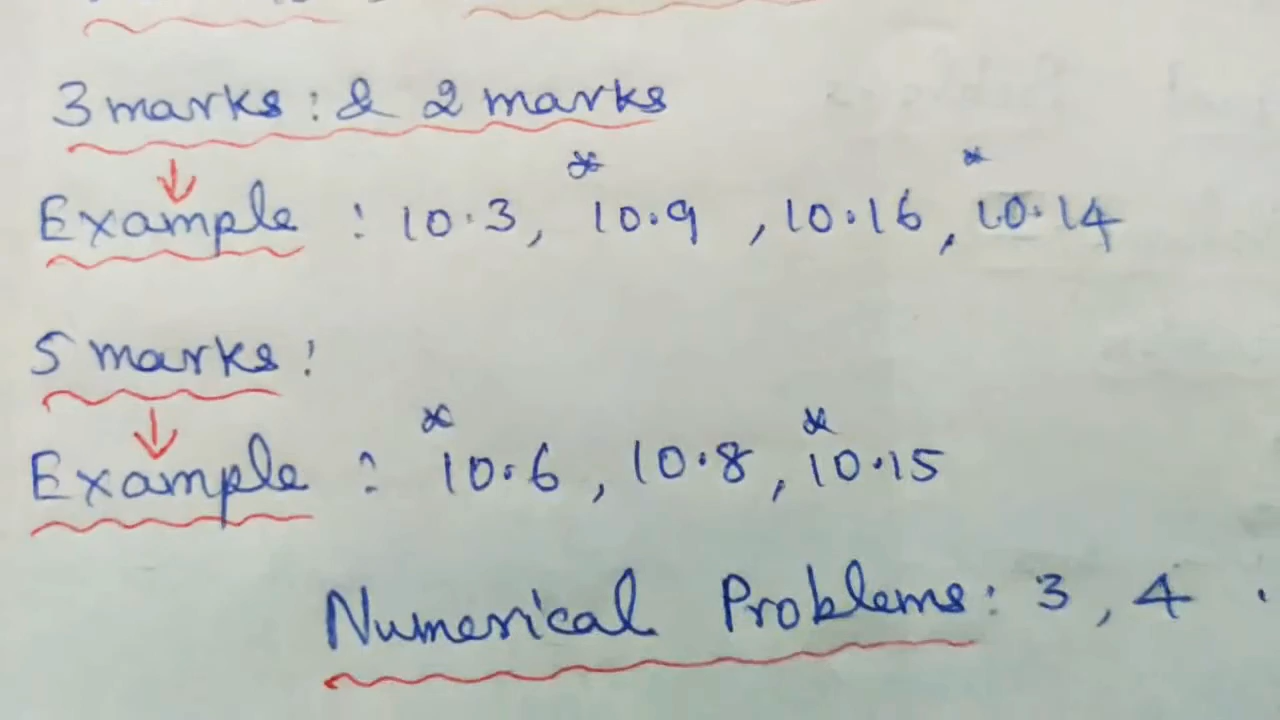 3 marks : & 2 marks
Example : 10.3, *10.9 , 10.16, *10.14
5 marks :
Example : *10.6, 10.8, *10.15
Numerical Problems : 3, 4 .